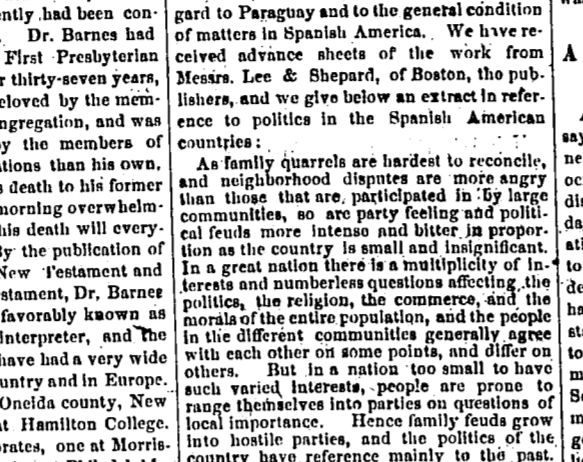 ently had been con-
. Dr. Barnes had
First Presbyterian
r thirty-seven years,
eloved by the mem-
ngregation, and was
y the members of
ations than his own.
s death to his former
morning overwhelm-
his death will every-
By the publication of
New Testament and
stament, Dr. Barnes
favorably known as
Interpreter, and the
have had a very wide
untry and in Europe.
Oneida county, New
at Hamilton College.
orates, one at Morris-
gard to Paraguay and to the general condition
of matters in Spanish America. We have re-
ceived advance sheets of the work from
Messrs. Lee & Shepard, of Boston, the pub-
lishers, and we give below an extract in refer-
ence to politics in the Spanish American
countries:
As family quarrels are hardest to reconcile,
and neighborhood disputes are more angry
than those that are participated in by large
communities, so are party feeling and politi-
cal feuds more intense and bitter in propor-
tion as the country is small and insignificant.
In a great nation there is a multiplicity of in-
terests and numberless questions affecting the
politics, the religion, the commerce, and the
morals of the entire population, and the people
in the different communities generally agree
with each other on some points, and differ on
others. But in a nation too small to have
such varied interests, people are prone to
range themselves into parties on questions of
local importance. Hence family feuds grow
into hostile parties, and the politics of the
country have reference mainly to the past.
A
say
ne
oc
di
da
ati
to
de
ha
st
to
m
Se
m